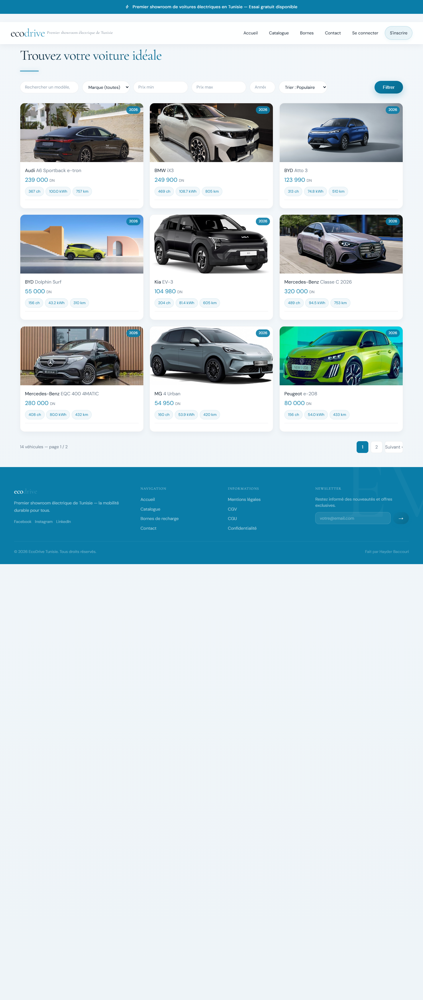 Premier showroom de voitures électriques en Tunisie — Essai gratuit disponible
ecodrive Premier showroom électrique de Tunisie
Accueil Catalogue Bornes Contact Se connecter S'inscrire
Trouvez votre voiture idéale
Rechercher un modèle, Marque (toutes) Prix min Prix max Année Trier : Populaire Filtrer
2026 2026 2026
Audi A6 Sportback e-tron
239 000 DN
367 ch 100.0 kWh 757 km
BMW iX3
249 900 DN
469 ch 108.7 kWh 805 km
BYD Atto 3
123 990 DN
313 ch 74.8 kWh 510 km
2026 2026 2026
KIA
EV3
BYD Dolphin Surf
55 000 DN
156 ch 43.2 kWh 310 km
Kia EV-3
104 980 DN
204 ch 81.4 kWh 605 km
Mercedes-Benz Classe C 2026
320 000 DN
489 ch 94.5 kWh 753 km
2026 2026 2026
LEVELS
NEW E-208
Mercedes-Benz EQC 400 4MATIC
280 000 DN
408 ch 80.0 kWh 432 km
MG 4 Urban
54 950 DN
160 ch 53.9 kWh 420 km
Peugeot e-208
80 000 DN
156 ch 54.0 kWh 433 km
14 véhicules — page 1 / 2
1 2 Suivant ›
EV
ecodrive
Premier showroom électrique de Tunisie — la mobilité
durable pour tous.
Facebook Instagram LinkedIn
NAVIGATION
Accueil
Catalogue
Bornes de recharge
Contact
INFORMATIONS
Mentions légales
CGV
CGU
Confidentialité
NEWSLETTER
Restez informé des nouveautés et offres
exclusives.
votre@email.com →
© 2026 EcoDrive Tunisie. Tous droits réservés.
Fait par Hayder Baccouri